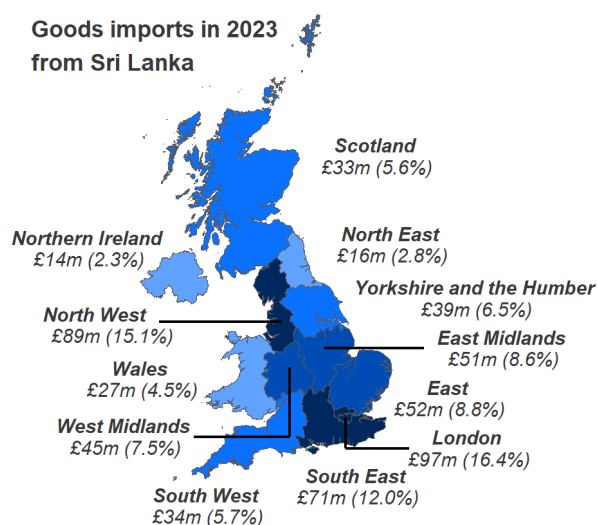 Goods imports in 2023
from Sri Lanka
Scotland
£33m (5.6%)
Northern Ireland
£14m (2.3%)
North East
£16m (2.8%)
Yorkshire and the Humber
£39m (6.5%)
North West
£89m (15.1%)
East Midlands
£51m (8.6%)
Wales
£27m (4.5%)
East
£52m (8.8%)
West Midlands
£45m (7.5%)
London
£97m (16.4%)
South East
£71m (12.0%)
South West
£34m (5.7%)